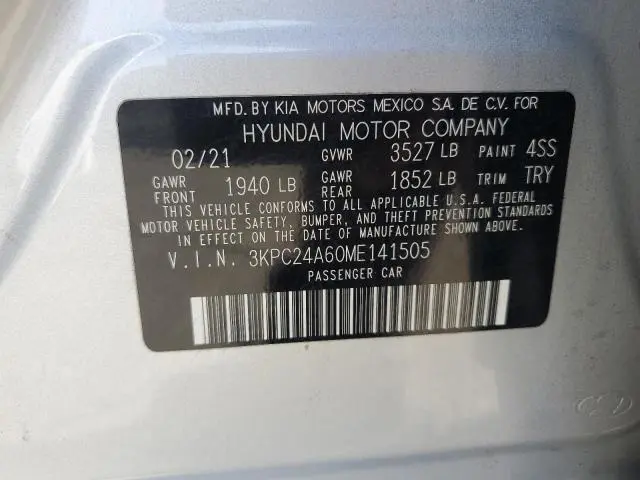 MFD. BY KIA MOTORS MEXICO S.A. DE C.V. FOR
HYUNDAI MOTOR COMPANY
02/21 GVWR 3527 LB PAINT 4SS
GAWR FRONT 1940 LB GAWR REAR 1852 LB TRIM TRY
THIS VEHICLE CONFORMS TO ALL APPLICABLE U.S.A. FEDERAL
MOTOR VEHICLE SAFETY, BUMPER, AND THEFT PREVENTION STANDARDS
IN EFFECT ON THE DATE OF MANUFACTURE SHOWN ABOVE.
V.I.N. 3KPC24A60ME141505
PASSENGER CAR